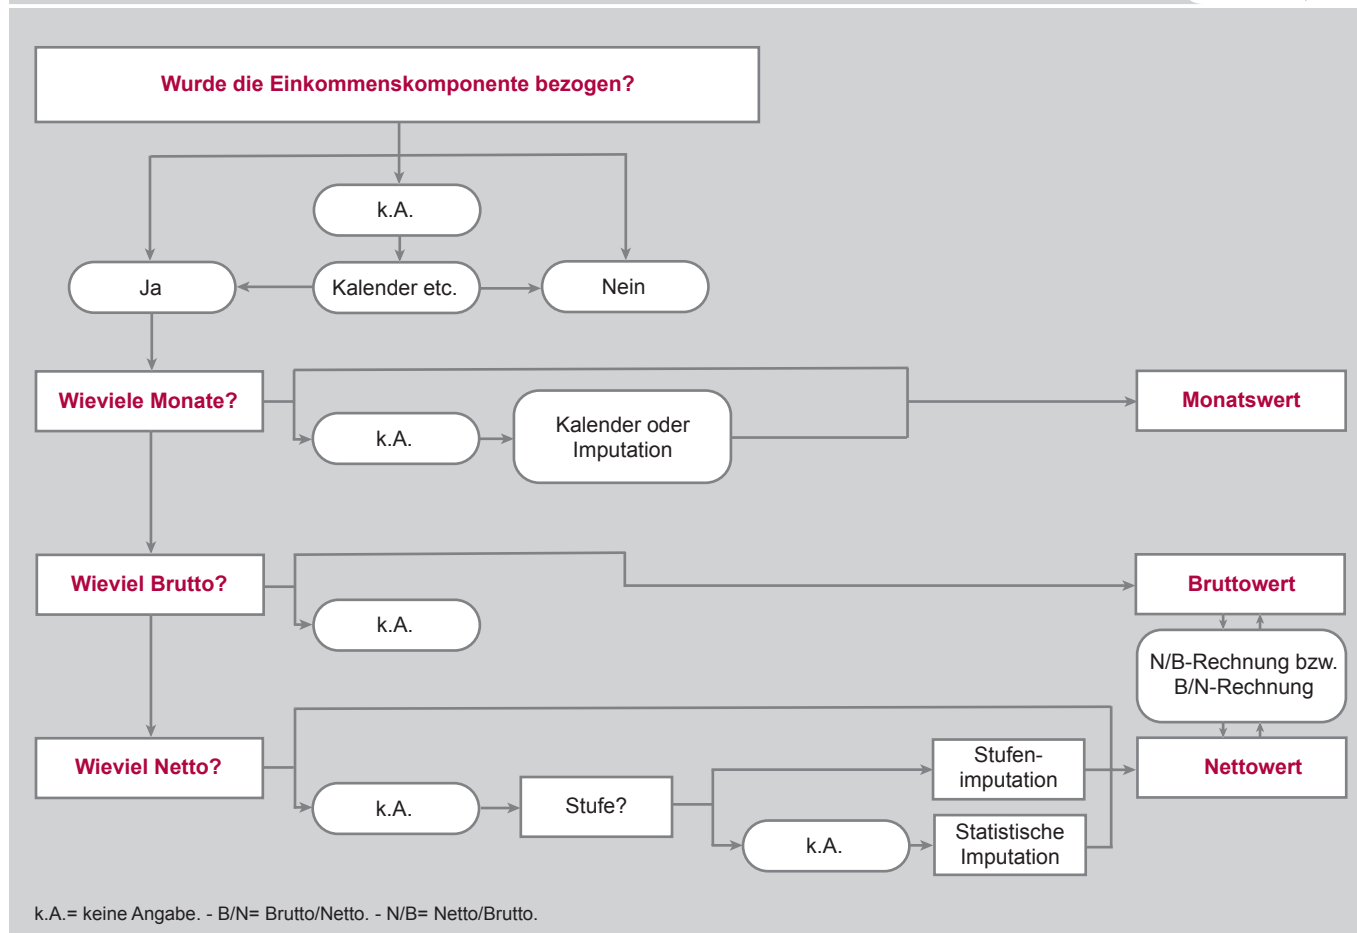 Wurde die Einkommenskomponente bezogen?
k.A.
Ja
Kalender etc.
Nein
Wieviele Monate?
k.A.
Kalender oder
Imputation
Monatswert
Wieviel Brutto?
k.A.
Bruttowert
N/B-Rechnung bzw.
B/N-Rechnung
Wieviel Netto?
k.A.
Stufe?
Stufen-
imputation
k.A.
Statistische
Imputation
Nettowert
k.A.= keine Angabe. - B/N= Brutto/Netto. - N/B= Netto/Brutto.